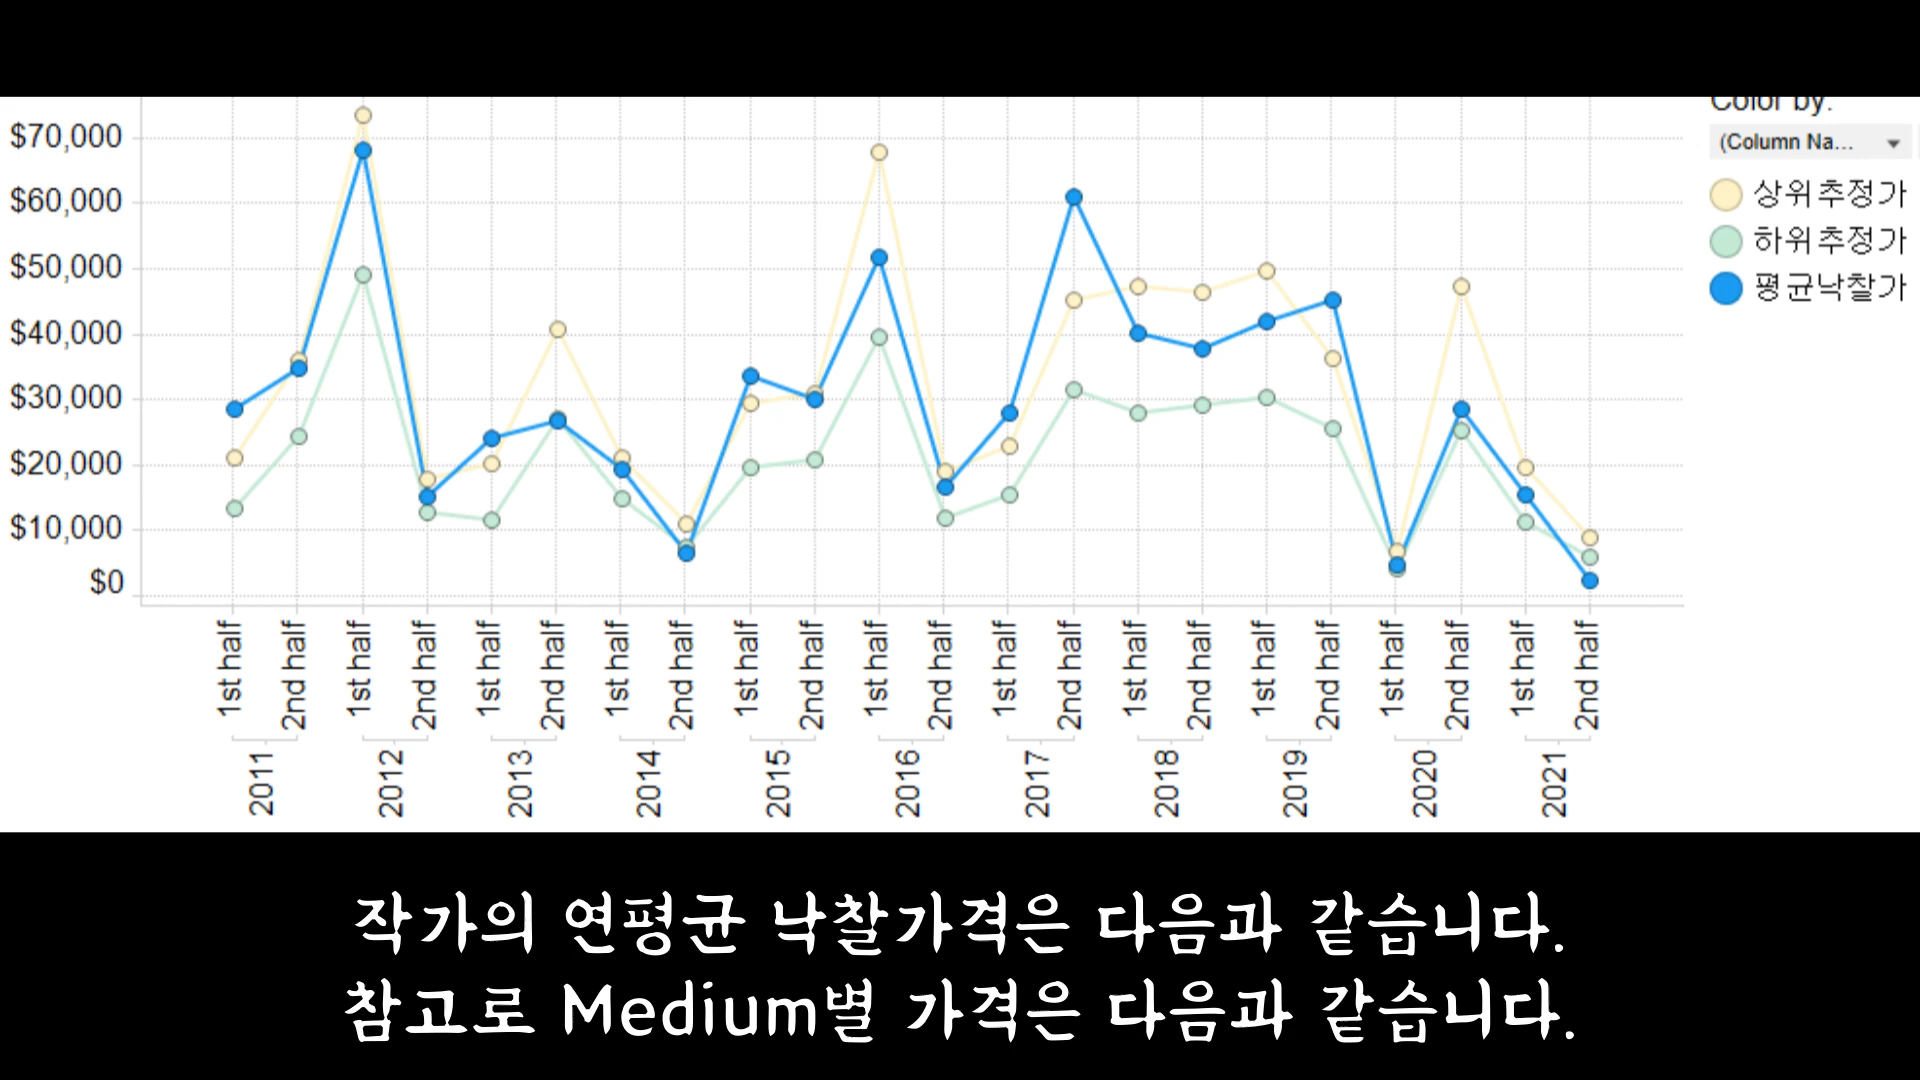 Color by:
(Column Na...
상위추정가
하위추정가
평균낙찰가
$70,000
$60,000
$50,000
$40,000
$30,000
$20,000
$10,000
$0
1st half 2nd half 1st half 2nd half 1st half 2nd half 1st half 2nd half 1st half 2nd half 1st half 2nd half 1st half 2nd half 1st half 2nd half 1st half 2nd half 1st half 2nd half 1st half 2nd half
2011 2012 2013 2014 2015 2016 2017 2018 2019 2020 2021
작가의 연평균 낙찰가격은 다음과 같습니다.
참고로 Medium별 가격은 다음과 같습니다.